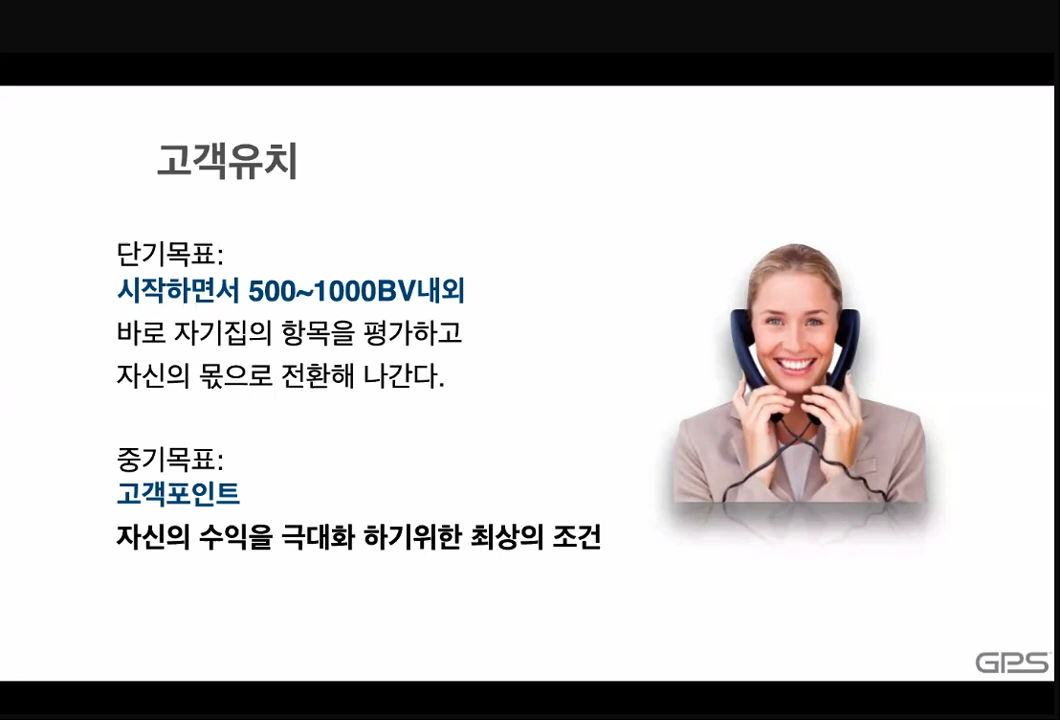 고객유치
단기목표:
시작하면서 500~1000BV내외
바로 자기집의 항목을 평가하고
자신의 몫으로 전환해 나간다.
중기목표:
고객포인트
자신의 수익을 극대화 하기위한 최상의 조건
GPS